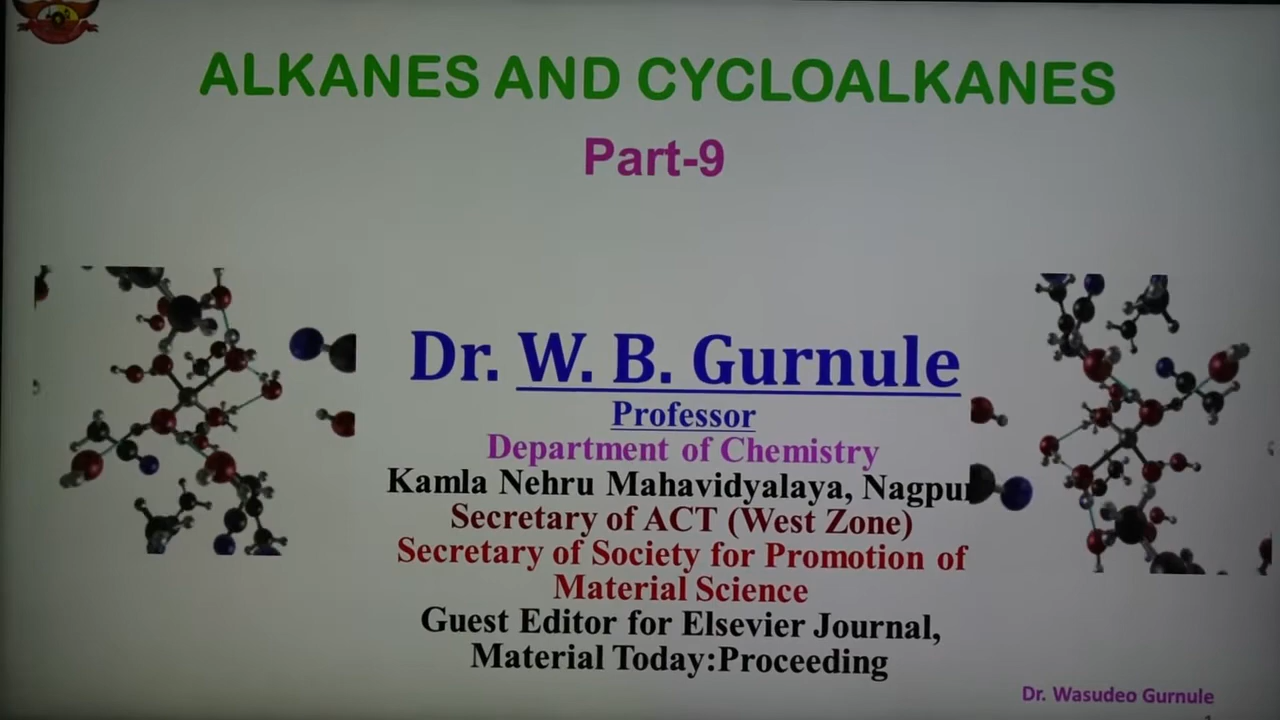 ALKANES AND CYCLOALKANES
Part-9
Dr. W. B. Gurnule
Professor
Department of Chemistry
Kamla Nehru Mahavidyalaya, Nagpur
Secretary of ACT (West Zone)
Secretary of Society for Promotion of
Material Science
Guest Editor for Elsevier Journal,
Material Today:Proceeding
Dr. Wasudeo Gurnule